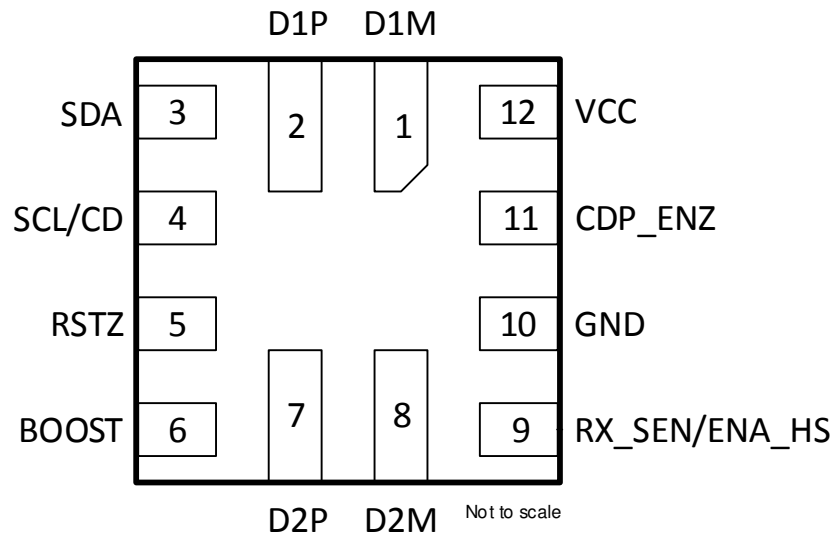 D1P D1M
SDA 3 2 1 12 VCC
SCL/CD 4 11 CDP_ENZ
RSTZ 5 10 GND
BOOST 6 7 8 9 RX_SEN/ENA_HS
D2P D2M Not to scale